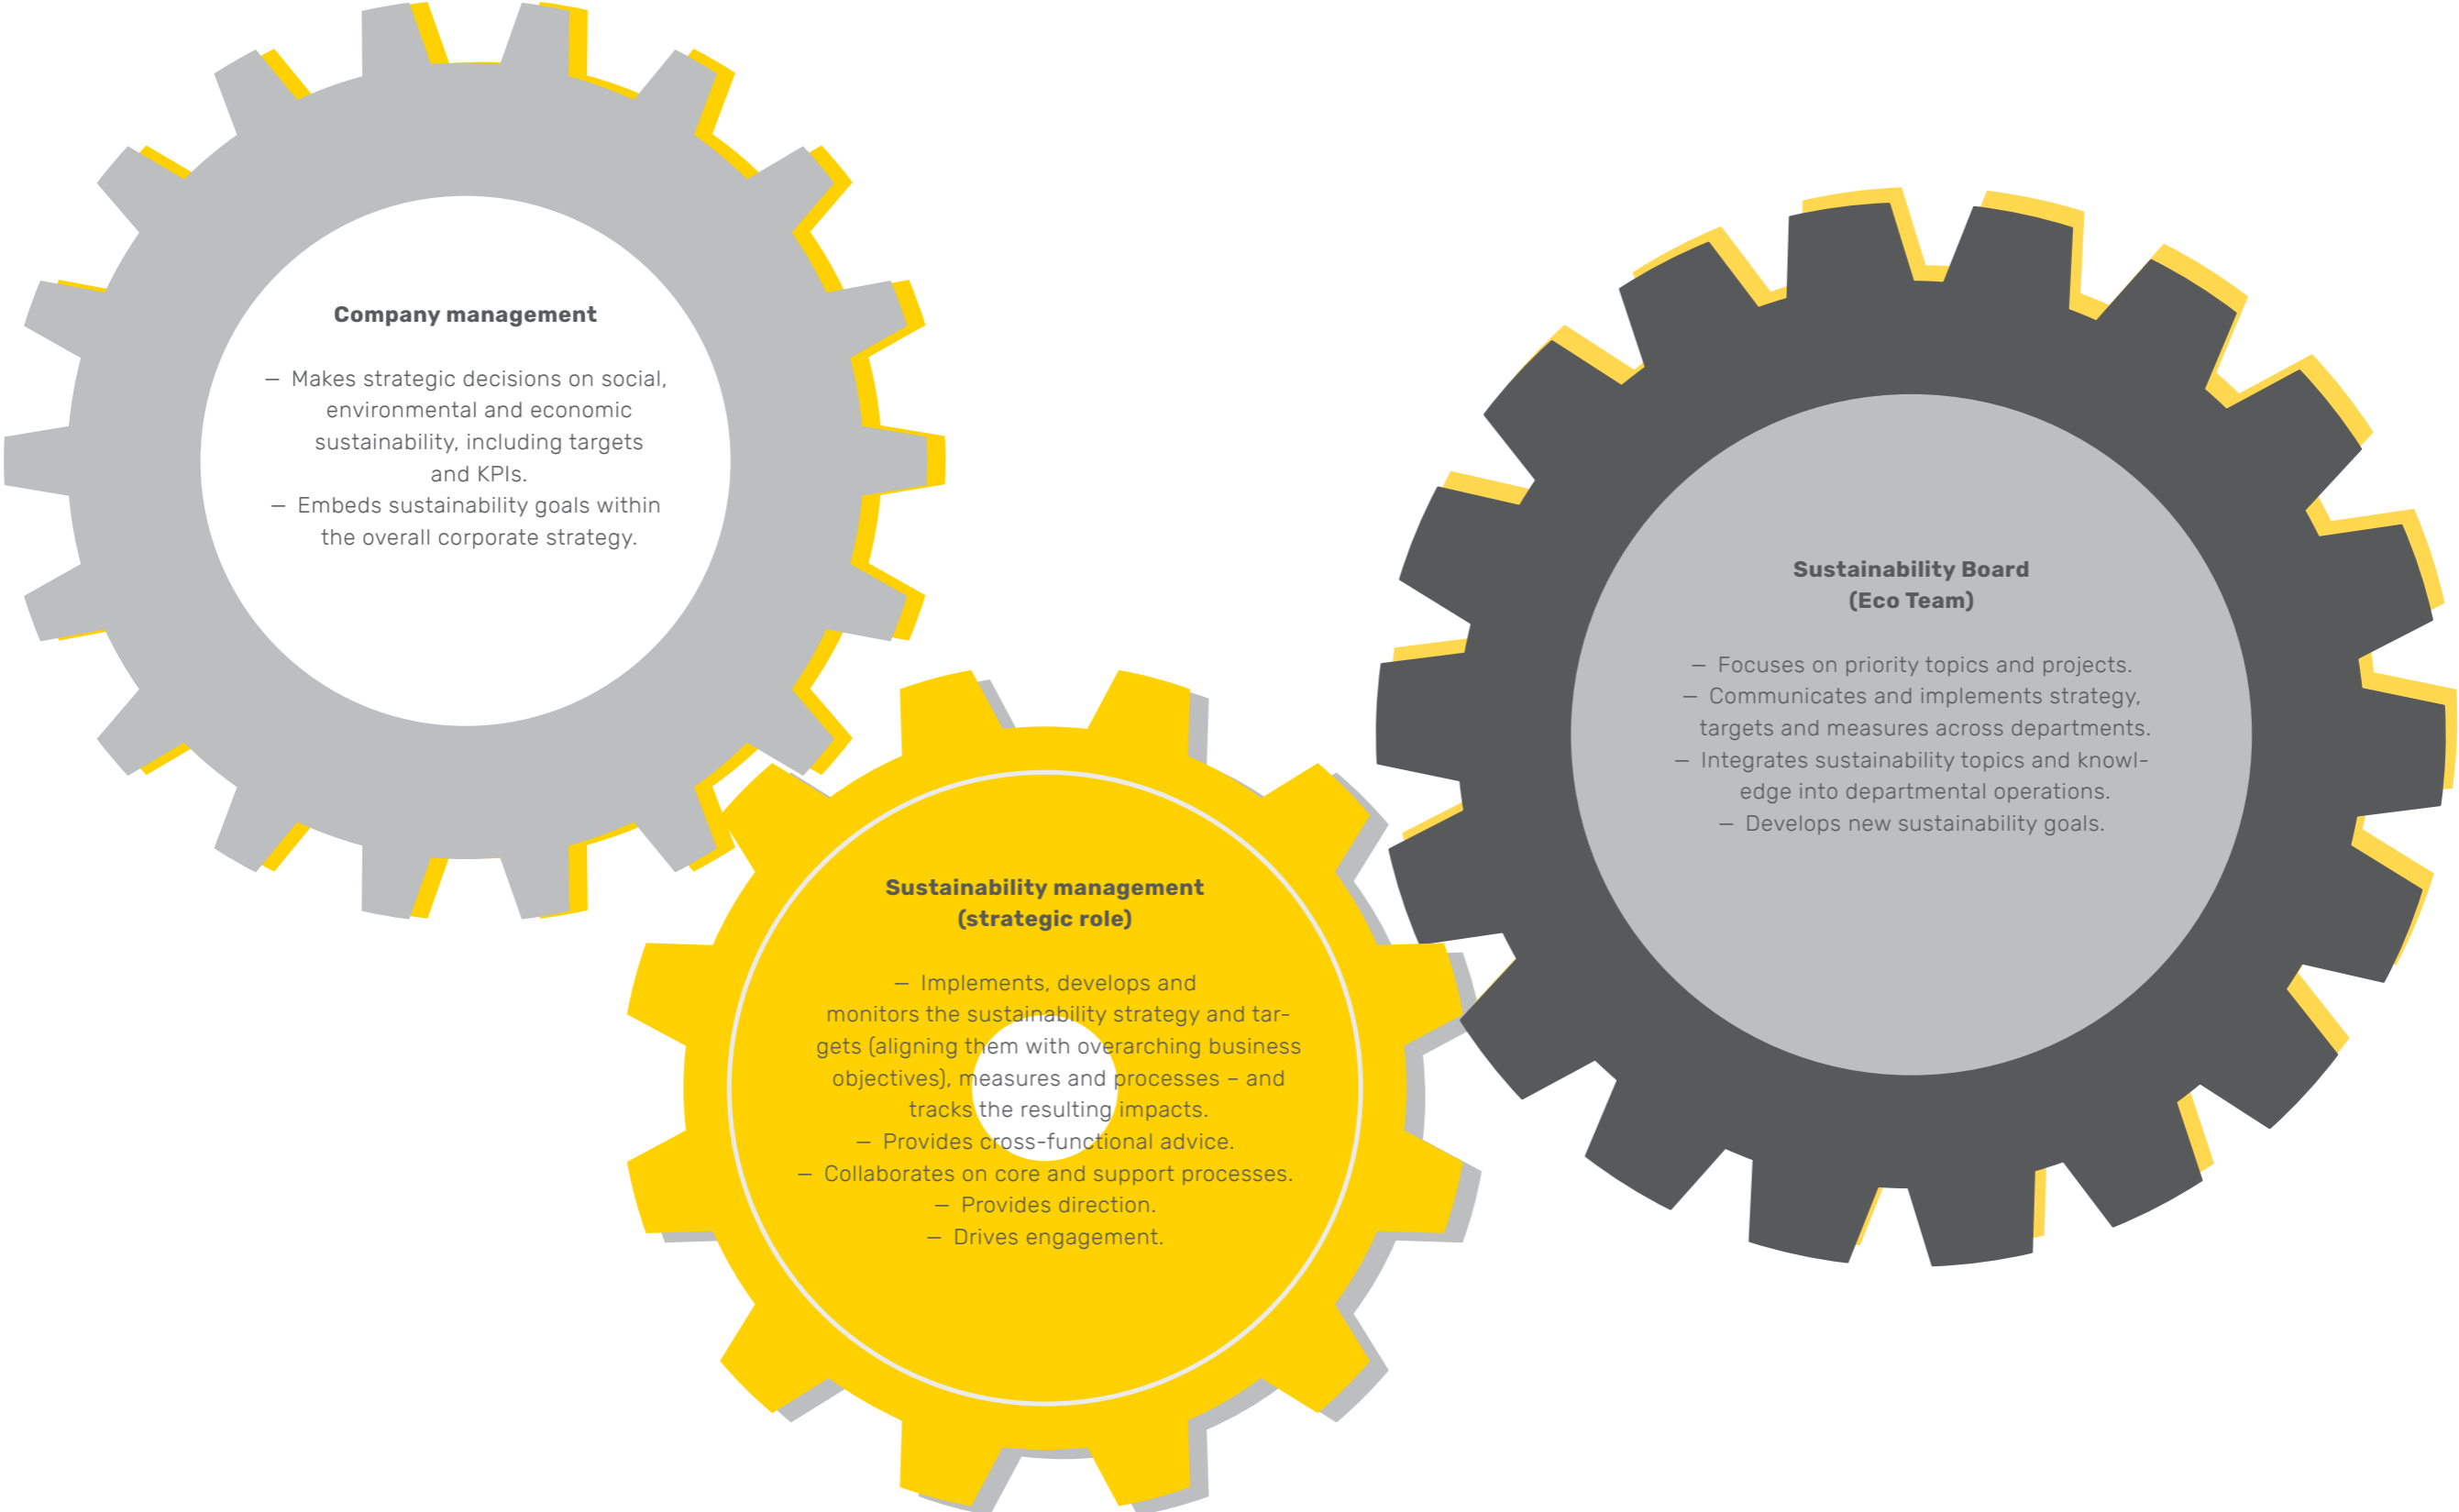 Company management
— Makes strategic decisions on social,
environmental and economic
sustainability, including targets
and KPIs.
— Embeds sustainability goals within
the overall corporate strategy.
Sustainability management
(strategic role)
— Implements, develops and
monitors the sustainability strategy and tar-
gets (aligning them with overarching business
objectives), measures and processes – and
tracks the resulting impacts.
— Provides cross-functional advice.
— Collaborates on core and support processes.
— Provides direction.
— Drives engagement.
Sustainability Board
(Eco Team)
— Focuses on priority topics and projects.
— Communicates and implements strategy,
targets and measures across departments.
— Integrates sustainability topics and knowl-
edge into departmental operations.
— Develops new sustainability goals.